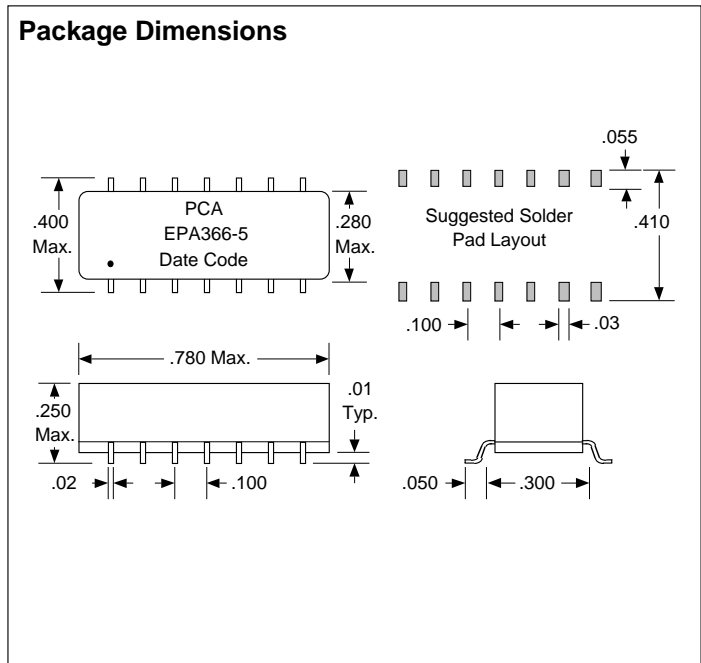 Package Dimensions
.400
Max.
PCA
EPA366-5
Date Code
.280
Max.
Suggested Solder
Pad Layout
.055
.410
.100
.03
.780 Max.
.250
Max.
.01
Typ.
.02
.100
.050
.300